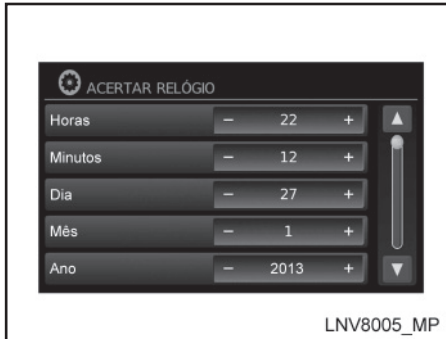 ACERTAR RELÓGIO
Horas − 22 +
Minutos − 12 +
Dia − 27 +
Mês − 1 +
Ano − 2013 +
LNV8005_MP